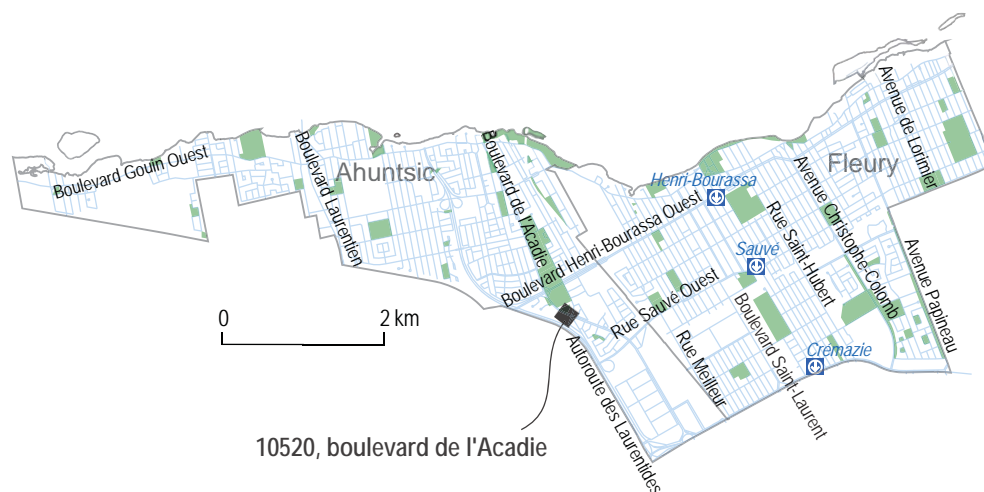 Avenue de Lorimier
Boulevard Gouin Ouest
Boulevard Laurentien
Ahuntsic
Boulevard de l'Acadie
Fleury
Henri-Bourassa
Avenue Christophe-Colomb
Boulevard Henri-Bourassa Ouest
Rue Saint-Hubert
Sauvé
Avenue Papineau
Rue Sauvé Ouest
Boulevard Saint-Laurent
0
2 km
Rue Meilleur
Crémazie
Autoroute des Laurentides
10520, boulevard de l'Acadie